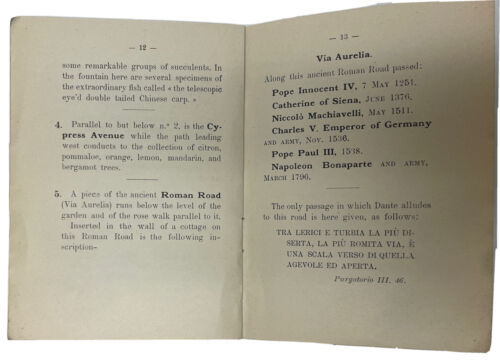 — 12 —
some remarkable groups of succulents. In
the fountain here are several specimens of
the extraordinary fish called « the telescopic
eye'd double tailed Chinese carp. »
4. Parallel to but below n.º 2, is the Cy-
press Avenue while the path leading
west conducts to the collection of citron,
pommaloe, orange, lemon, mandarin, and
bergamot trees.
5. A piece of the ancient Roman Road
(Via Aurelia) runs below the level of the
garden and of the rose walk parallel to it.
Inserted in the wall of a cottage on
this Roman Road is the following in-
scription–
— 13 —
Via Aurelia.
Along this ancient Roman Road passed:
Pope Innocent IV, 7 May 1251.
Catherine of Siena, June 1376.
Niccolò Machiavelli, May 1511.
Charles V. Emperor of Germany
and army, Nov. 1536.
Pope Paul III, 1538.
Napoleon Bonaparte and army,
March 1796.
The only passage in which Dante alludes
to this road is here given, as follows:
TRA LERICI E TURBIA LA PIÙ DI-
SERTA, LA PIÙ ROMITA VIA, È
UNA SCALA VERSO DI QUELLA
AGEVOLE ED APERTA.
Purgatorio III. 46.